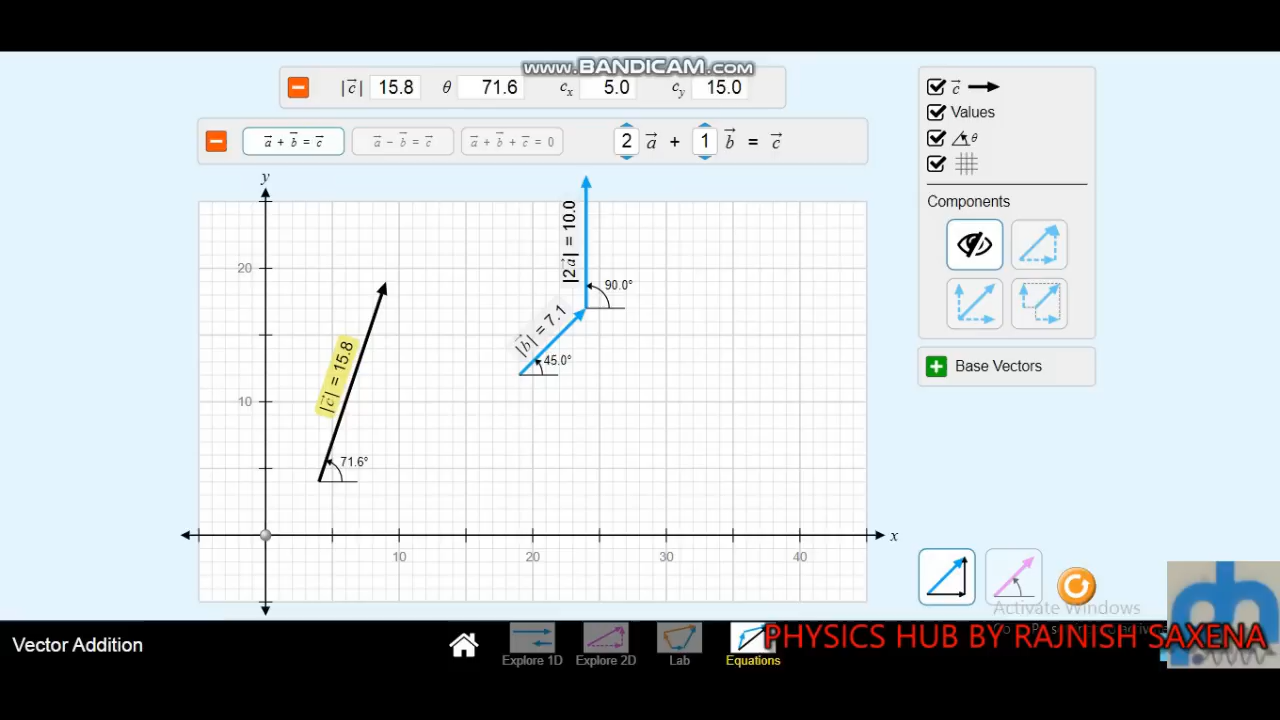 www.BANDICAM.com
|c⃗| 15.8 θ 71.6 cx 5.0 cy 15.0
a⃗ + b⃗ = c⃗ a⃗ − b⃗ = c⃗ a⃗ + b⃗ + c⃗ = 0 2 a⃗ + 1 b⃗ = c⃗
c⃗
Values
θ
Components
Base Vectors
y
20
10
|c⃗| = 15.8
71.6°
|2a⃗| = 10.0
90.0°
|b⃗| = 7.1
45.0°
x
10 20 30 40
Activate Windows
PHYSICS HUB BY RAJNISH SAXENA
Vector Addition
Explore 1D Explore 2D Lab Equations